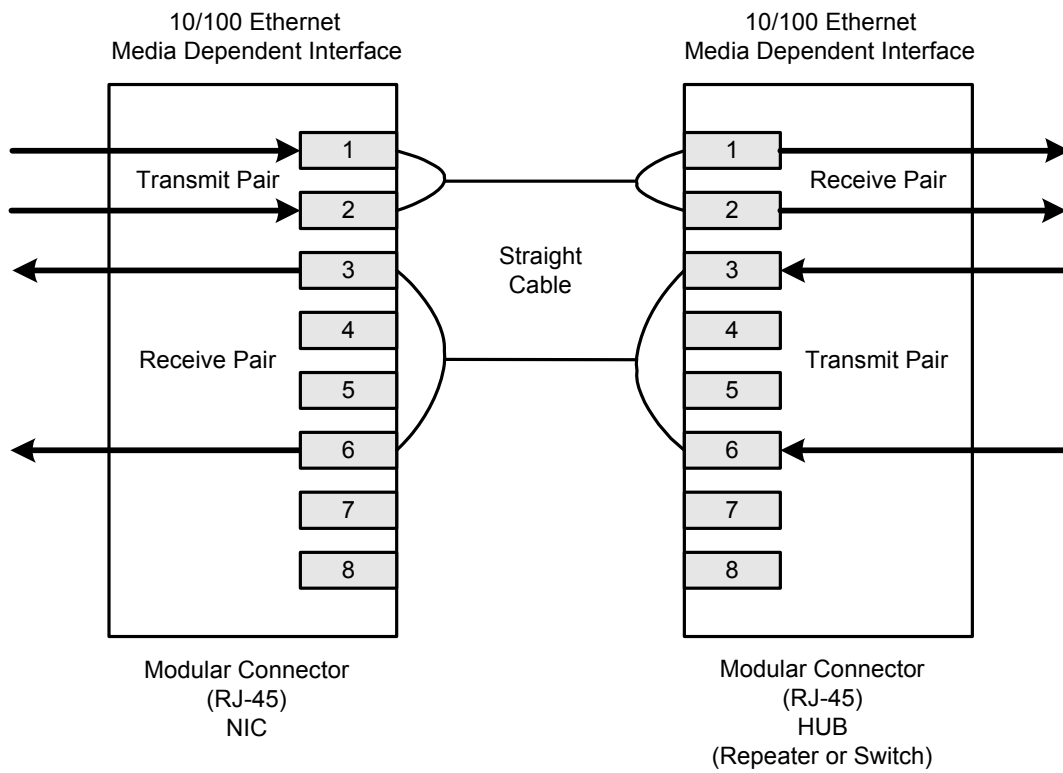 10/100 Ethernet
Media Dependent Interface
10/100 Ethernet
Media Dependent Interface
1
1
Transmit Pair
Receive Pair
2
2
3
3
Straight
Cable
4
4
Receive Pair
Transmit Pair
5
5
6
6
7
7
8
8
Modular Connector
(RJ-45)
NIC
Modular Connector
(RJ-45)
HUB
(Repeater or Switch)